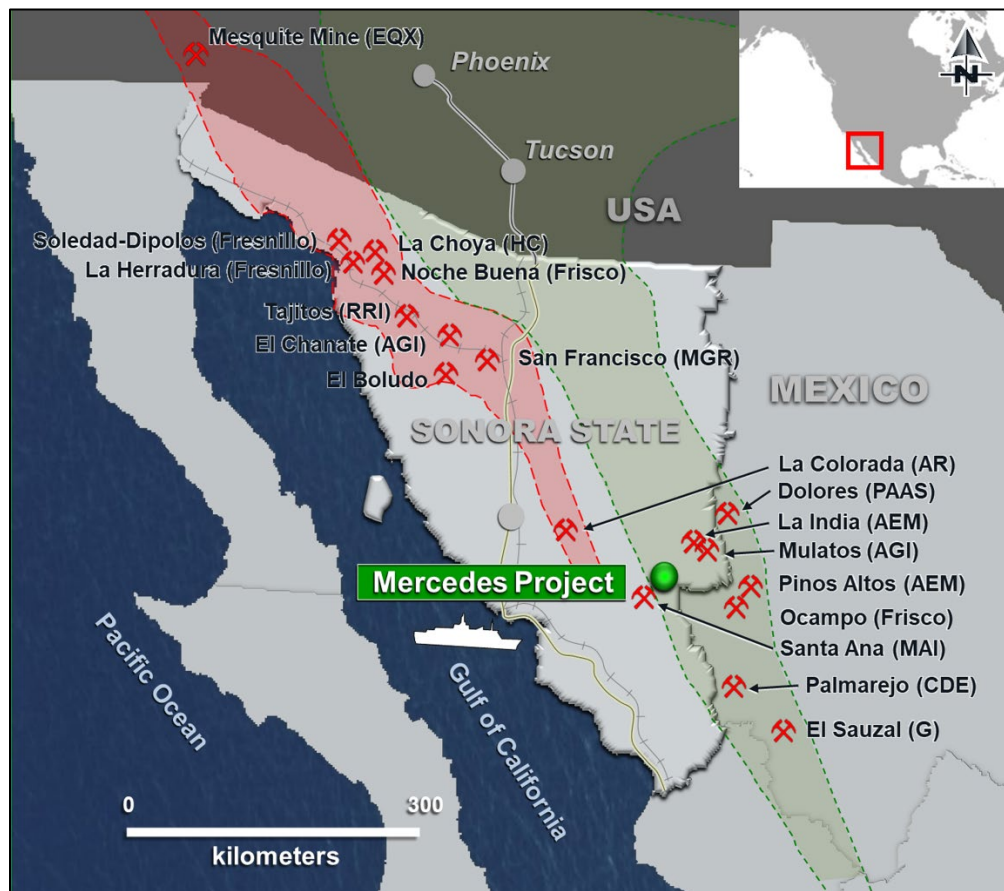 Mesquite Mine (EQX)
Phoenix
N
Tucson
USA
Soledad-Dipolos (Fresnillo)
La Choya (HC)
La Herradura (Fresnillo)
Noche Buena (Frisco)
Tajitos (RRI)
El Chanate (AGI)
San Francisco (MGR)
El Boludo
MEXICO
SONORA STATE
La Colorada (AR)
Dolores (PAAS)
La India (AEM)
Mulatos (AGI)
Mercedes Project
Pinos Altos (AEM)
Ocampo (Frisco)
Santa Ana (MAI)
Palmarejo (CDE)
El Sauzal (G)
Pacific Ocean
Gulf of California
0 300
kilometers